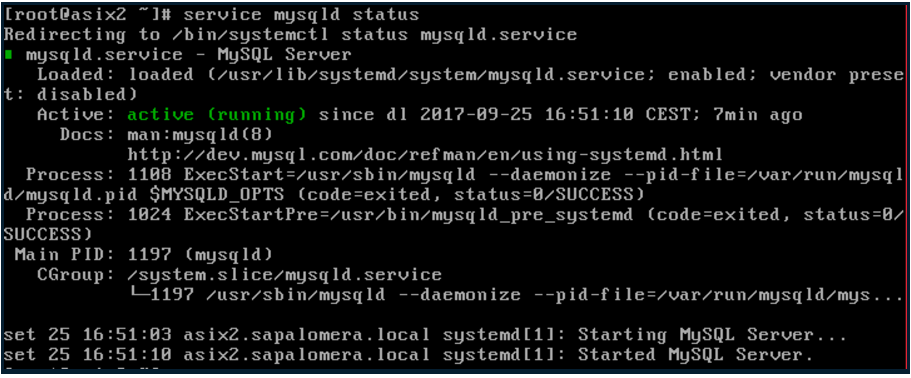 [root@asix2 ~]# service mysqld status
Redirecting to /bin/systemctl status mysqld.service
mysqld.service - MySQL Server
Loaded: loaded (/usr/lib/systemd/system/mysqld.service; enabled; vendor prese
t: disabled)
Active: active (running) since dl 2017-09-25 16:51:10 CEST; 7min ago
Docs: man:mysqld(8)
http://dev.mysql.com/doc/refman/en/using-systemd.html
Process: 1108 ExecStart=/usr/sbin/mysqld --daemonize --pid-file=/var/run/mysql
d/mysqld.pid $MYSQLD_OPTS (code=exited, status=0/SUCCESS)
Process: 1024 ExecStartPre=/usr/bin/mysqld_pre_systemd (code=exited, status=0/
SUCCESS)
Main PID: 1197 (mysqld)
CGroup: /system.slice/mysqld.service
└─1197 /usr/sbin/mysqld --daemonize --pid-file=/var/run/mysqld/mys...
set 25 16:51:03 asix2.sapalomera.local systemd[1]: Starting MySQL Server...
set 25 16:51:10 asix2.sapalomera.local systemd[1]: Started MySQL Server.